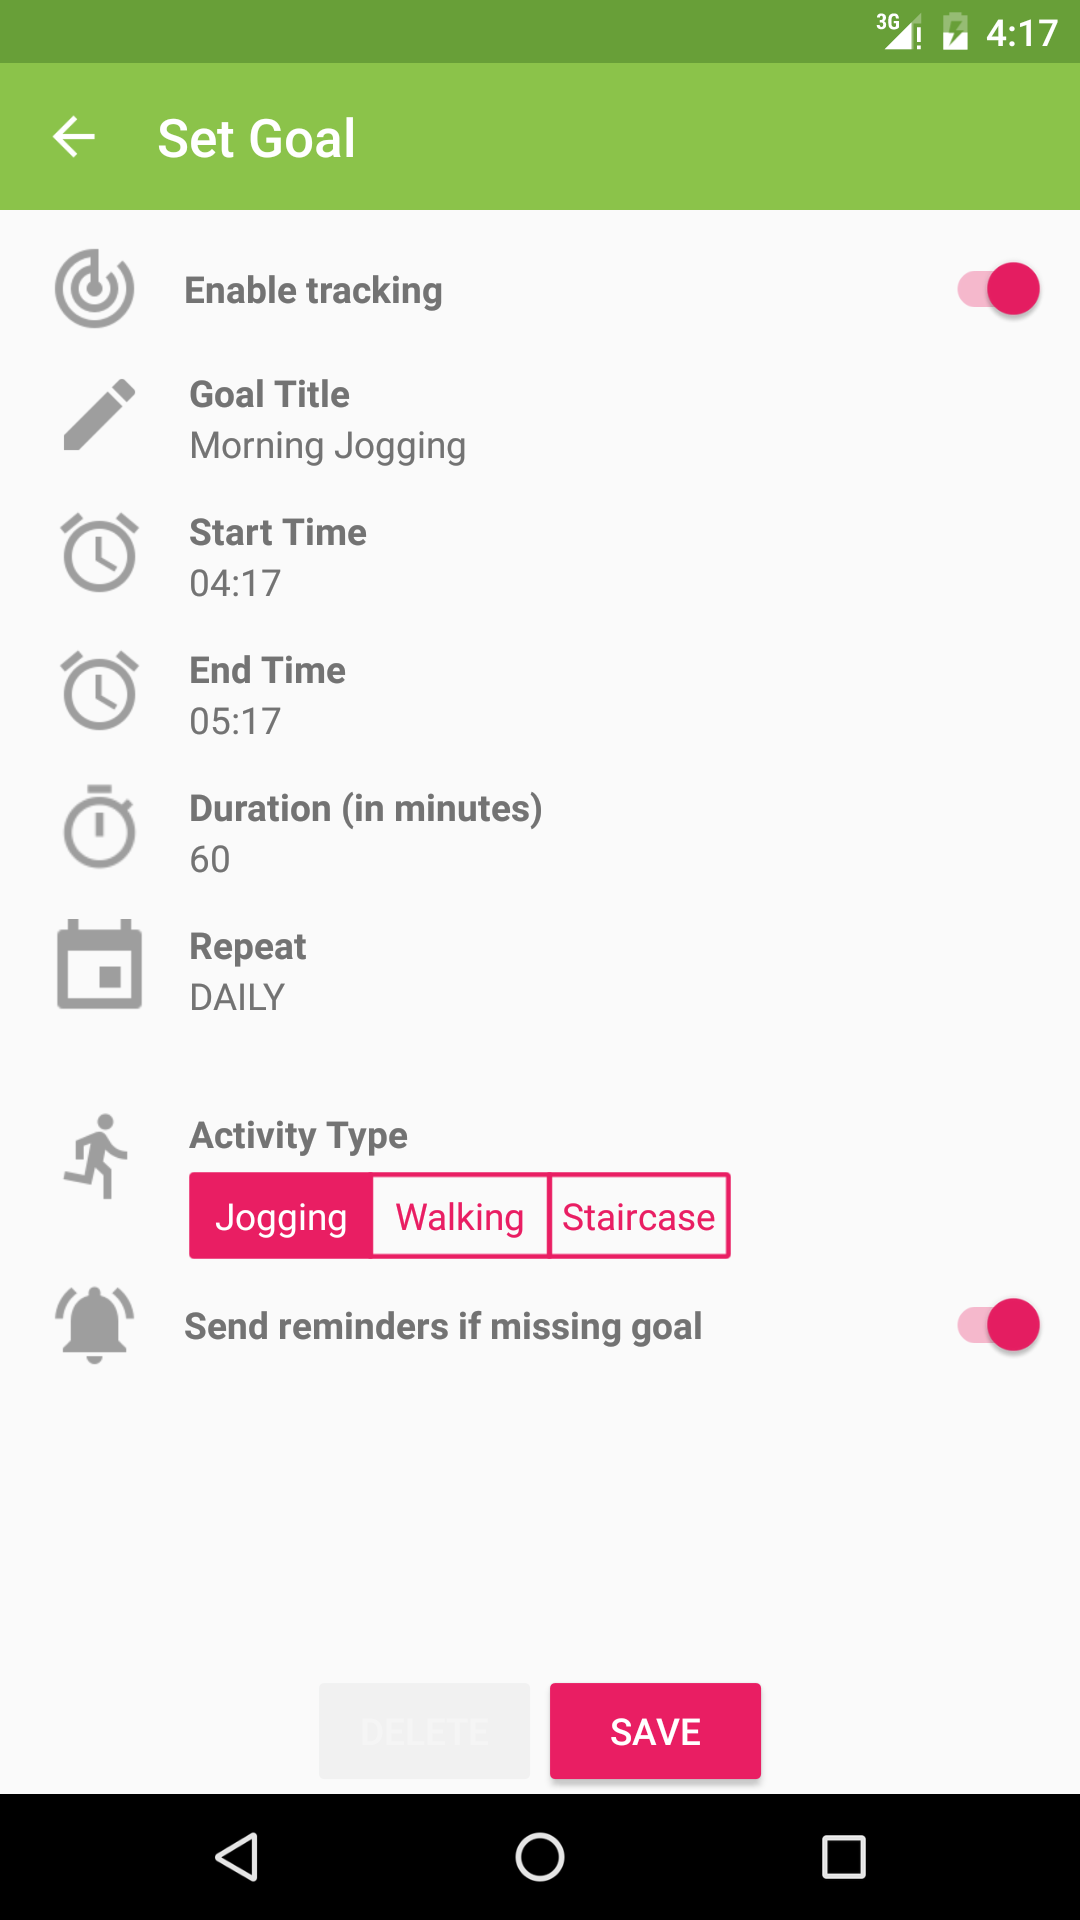 3G 4:17
Set Goal
Enable tracking
Goal Title
Morning Jogging
Start Time
04:17
End Time
05:17
Duration (in minutes)
60
Repeat
DAILY
Activity Type
Jogging Walking Staircase
Send reminders if missing goal
DELETE SAVE